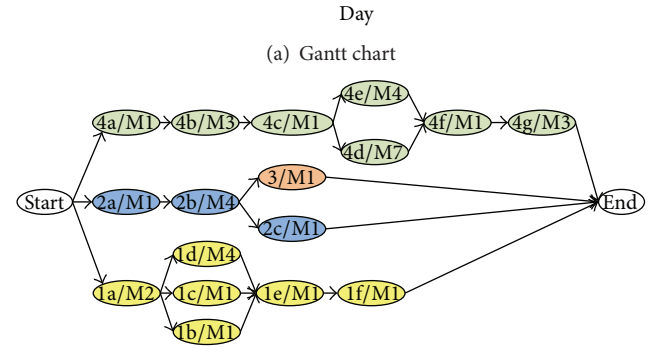 Day
(a) Gantt chart
4e/M4
4a/M1 4b/M3 4c/M1 4f/M1 4g/M3
4d/M7
3/M1
Start 2a/M1 2b/M4 End
2c/M1
1d/M4
1a/M2 1c/M1 1e/M1 1f/M1
1b/M1